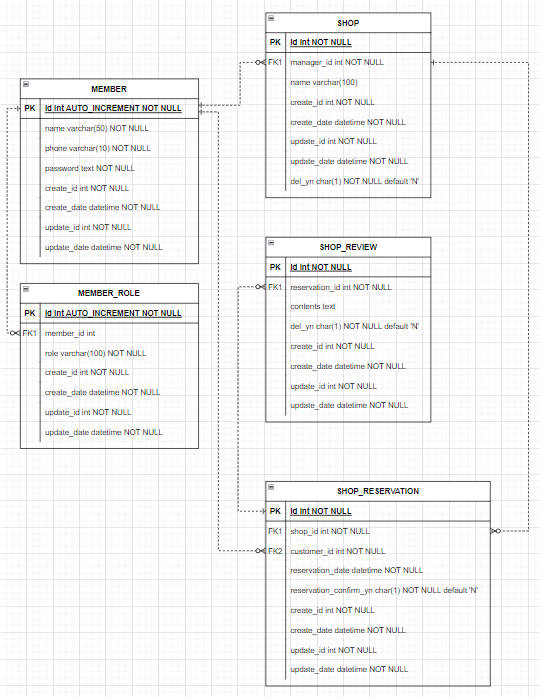 SHOP
PK id int NOT NULL
FK1 manager_id int NOT NULL
name varchar(100)
create_id int NOT NULL
create_date datetime NOT NULL
update_id int NOT NULL
update_date datetime NOT NULL
del_yn char(1) NOT NULL default 'N'
MEMBER
PK id int AUTO_INCREMENT NOT NULL
name varchar(50) NOT NULL
phone varchar(10) NOT NULL
password text NOT NULL
create_id int NOT NULL
create_date datetime NOT NULL
update_id int NOT NULL
update_date datetime NOT NULL
SHOP_REVIEW
PK id int NOT NULL
FK1 reservation_id int NOT NULL
contents text
del_yn char(1) NOT NULL default 'N'
create_id int NOT NULL
create_date datetime NOT NULL
update_id int NOT NULL
update_date datetime NOT NULL
MEMBER_ROLE
id int AUTO_INCREMENT NOT NULL
FK1 member_id int
role varchar(100) NOT NULL
create_id int NOT NULL
create_date datetime NOT NULL
update_id int NOT NULL
update_date datetime NOT NULL
SHOP_RESERVATION
PK id int NOT NULL
FK1 shop_id int NOT NULL
FK2 customer_id int NOT NULL
reservation_date datetime NOT NULL
reservation_confirm_yn char(1) NOT NULL default 'N'
create_id int NOT NULL
create_date datetime NOT NULL
update_id int NOT NULL
update_date datetime NOT NULL